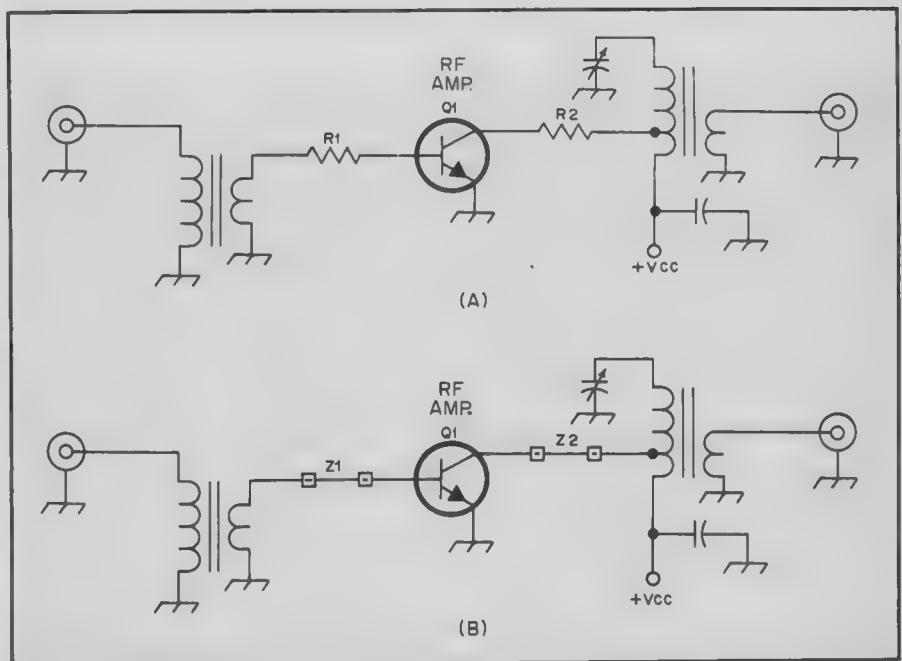 RF
AMP.
Q1
R1
R2
+VCC
(A)
RF
AMP.
Q1
Z1
Z2
+VCC
(B)